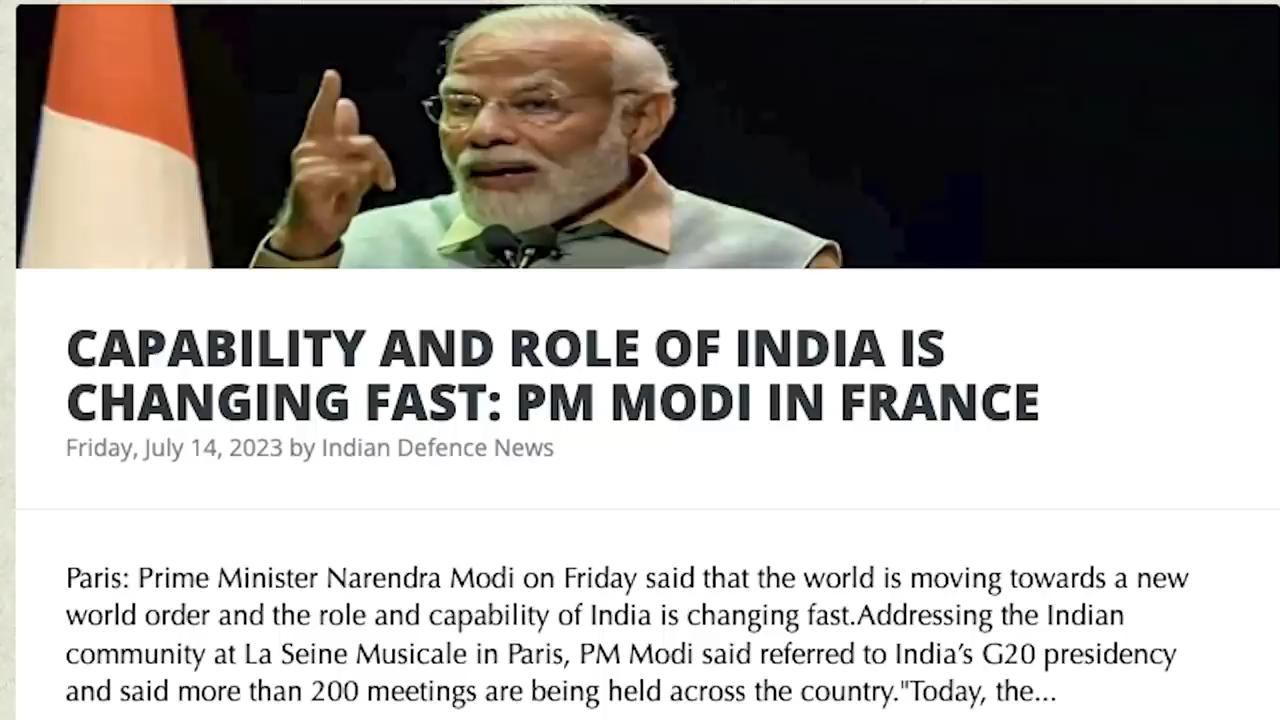 CAPABILITY AND ROLE OF INDIA IS
CHANGING FAST: PM MODI IN FRANCE
Friday, July 14, 2023 by Indian Defence News
Paris: Prime Minister Narendra Modi on Friday said that the world is moving towards a new
world order and the role and capability of India is changing fast.Addressing the Indian
community at La Seine Musicale in Paris, PM Modi said referred to India’s G20 presidency
and said more than 200 meetings are being held across the country."Today, the...